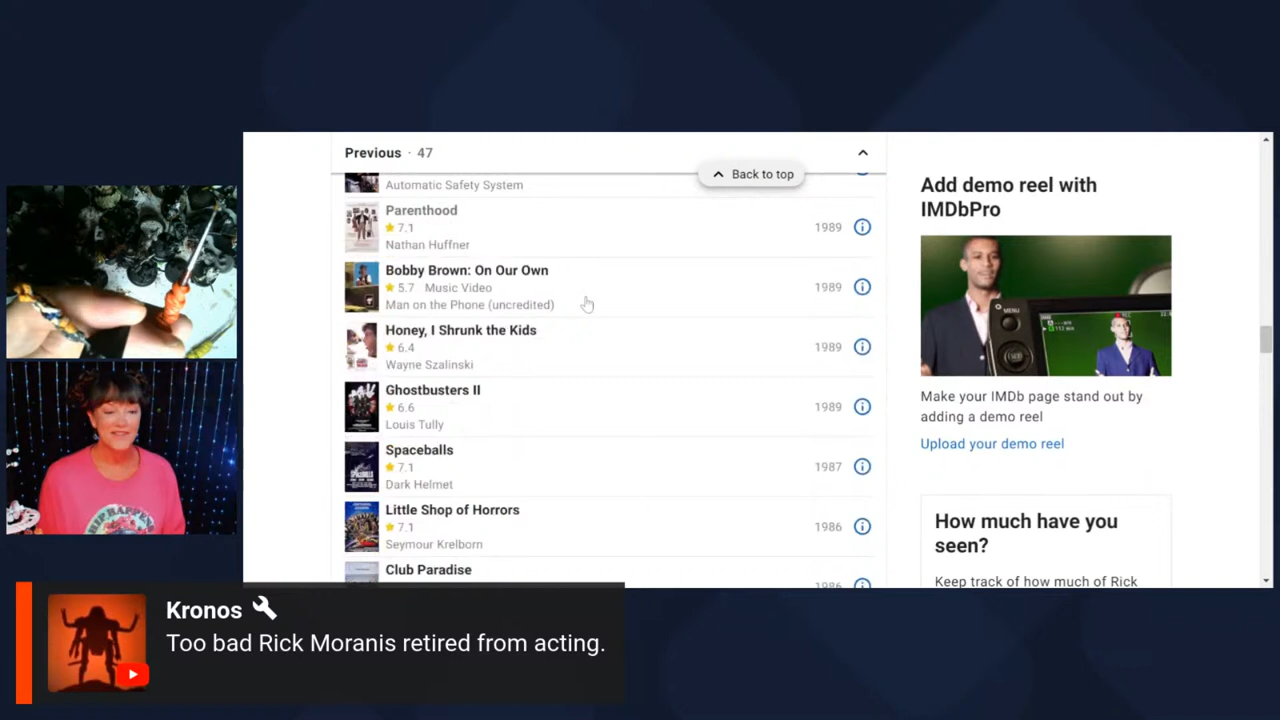 Previous · 47
Back to top
Automatic Safety System
Parenthood
7.1
1989
Nathan Huffner
Bobby Brown: On Our Own
5.7 Music Video
1989
Man on the Phone (uncredited)
Honey, I Shrunk the Kids
6.4
1989
Wayne Szalinski
Ghostbusters II
6.6
1989
Louis Tully
Spaceballs
7.1
1987
Dark Helmet
Little Shop of Horrors
7.1
1986
Seymour Krelborn
Club Paradise
1986
Add demo reel with
IMDbPro
MENU
Make your IMDb page stand out by
adding a demo reel
Upload your demo reel
How much have you
seen?
Keep track of how much of Rick
Kronos
Too bad Rick Moranis retired from acting.